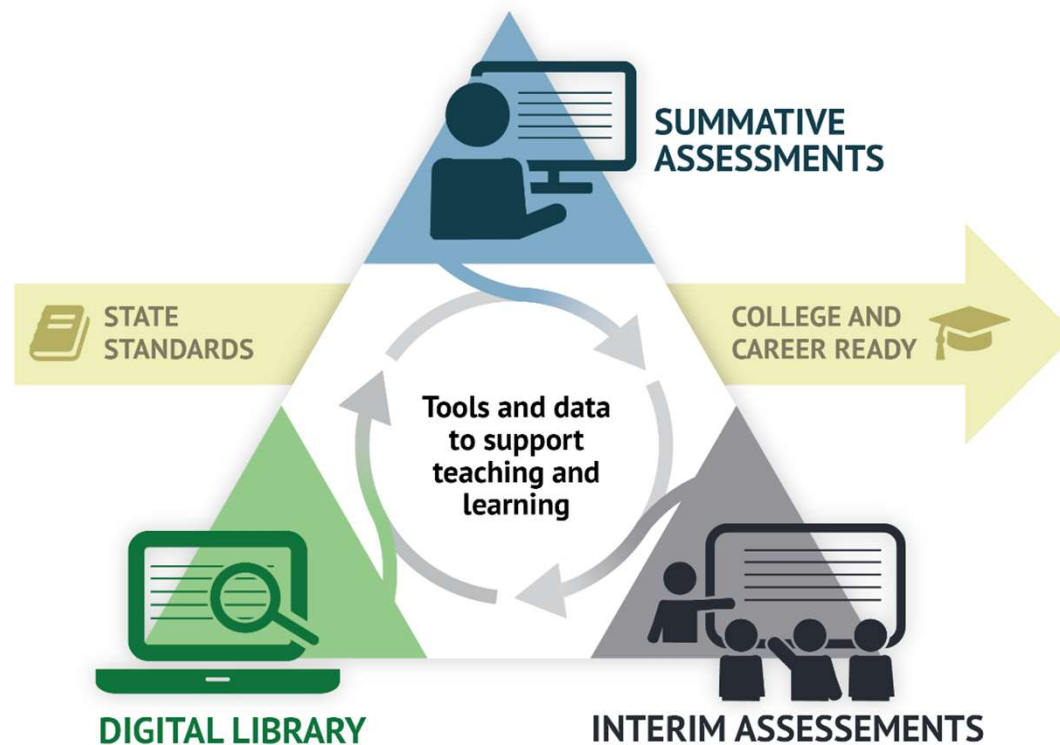 SUMMATIVE
ASSESSMENTS
STATE
STANDARDS
COLLEGE AND
CAREER READY
Tools and data
to support
teaching and
learning
DIGITAL LIBRARY
INTERIM ASSESSEMENTS